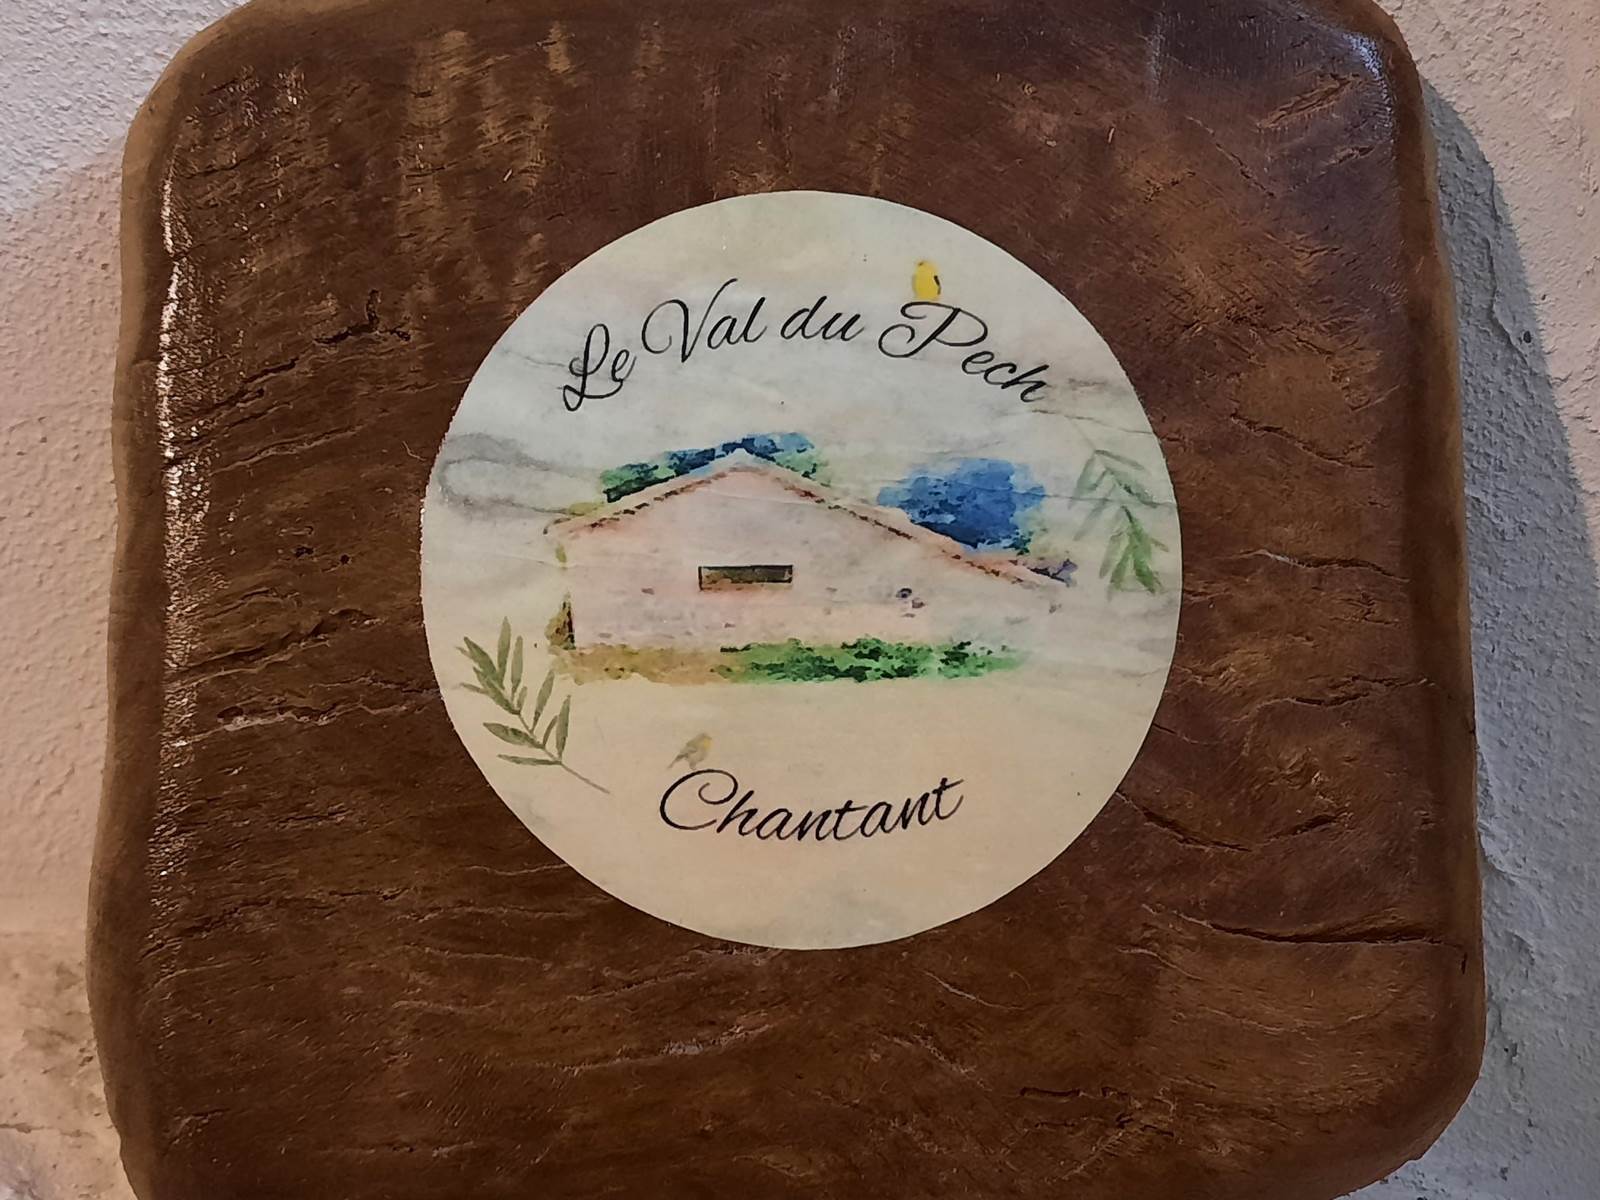 Le Val du Pech
Chantant